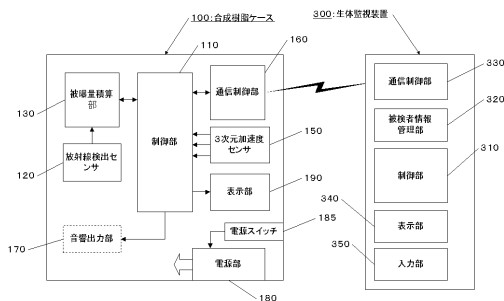 100:合成樹脂ケース
300:生体監視装置
110
160
130
被曝量積算
部
通信制御部
330
通信制御部
320
被検者情報
管理部
制御部
150
3次元加速度
センサ
120
放射線検出セ
ンサ
310
制御部
190
表示部
340
表示部
185
電源スイッチ
170
音響出力部
350
入力部
電源部
180